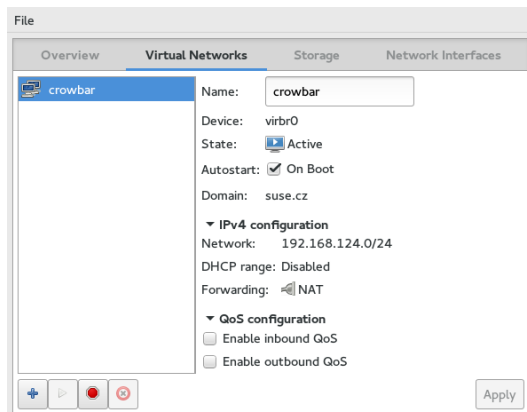 File
Overview Virtual Networks Storage Network Interfaces
crowbar
Name: crowbar
Device: virbr0
State: Active
Autostart: On Boot
Domain: suse.cz
IPv4 configuration
Network: 192.168.124.0/24
DHCP range: Disabled
Forwarding: NAT
QoS configuration
Enable inbound QoS
Enable outbound QoS
Apply